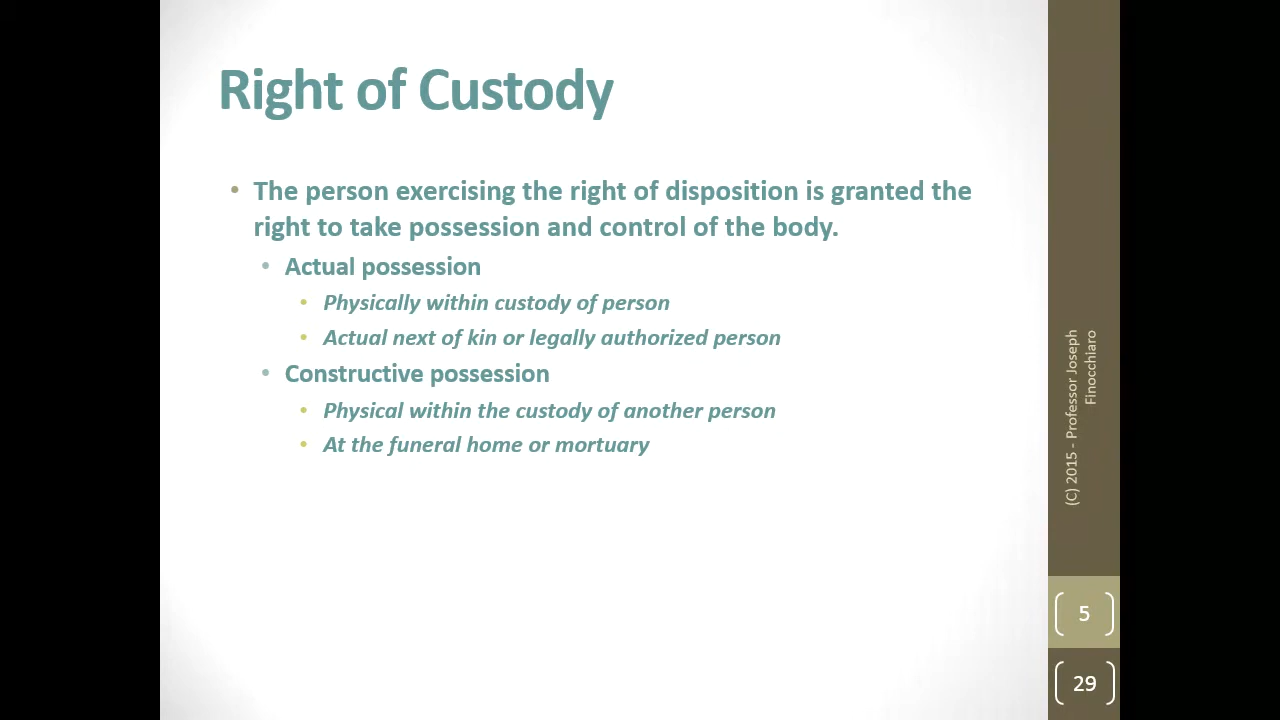 Right of Custody
• The person exercising the right of disposition is granted the
right to take possession and control of the body.
• Actual possession
• Physically within custody of person
• Actual next of kin or legally authorized person
• Constructive possession
• Physical within the custody of another person
• At the funeral home or mortuary
(C) 2015 - Professor Joseph
Finocchiaro
5
29